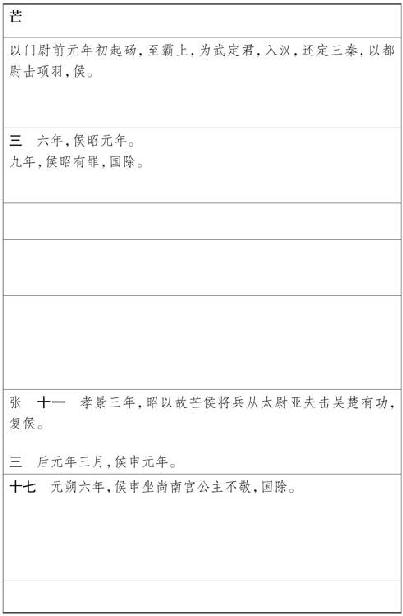 芒
以门尉前元年初起砀，至霸上，为武定君，入汉，还定三秦，以都
尉击项羽，侯。
三　六年，侯昭元年。
九年，侯昭有罪，国除。
张　十一　孝景三年，昭以故芒侯将兵从太尉亚夫击吴楚有功，
复侯。
三　后元年三月，侯申元年。
十七　元朔六年，侯申坐尚南宫公主不敬，国除。